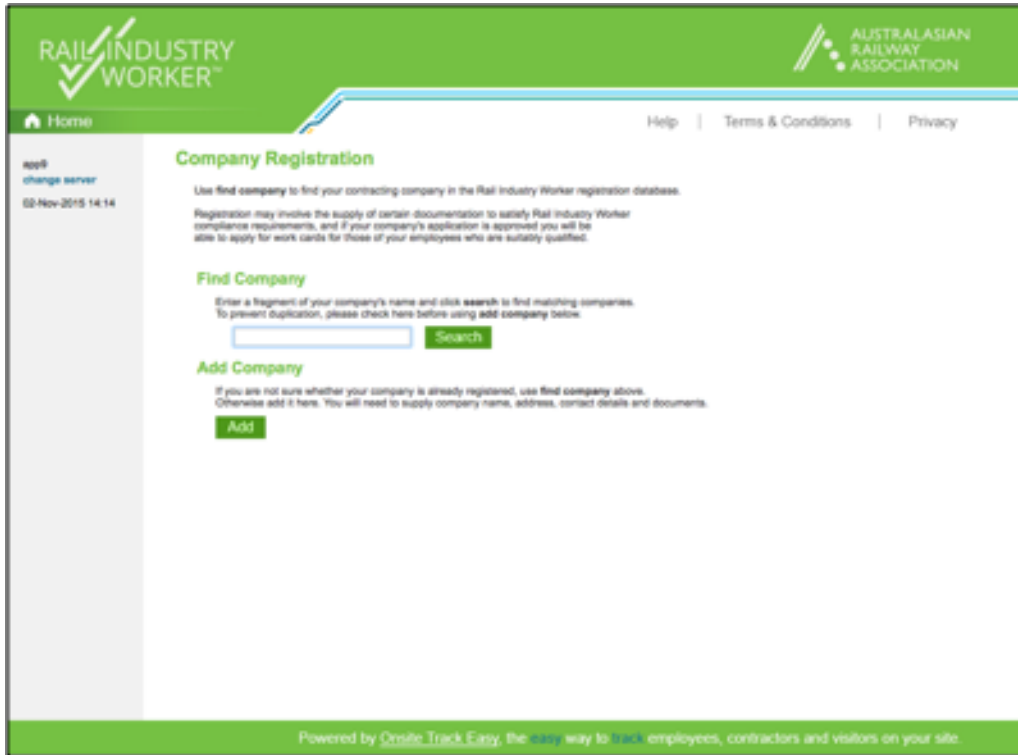 RAIL INDUSTRY
WORKER™
AUSTRALASIAN
RAILWAY
ASSOCIATION
Home
Help | Terms & Conditions | Privacy
app9
change server
02-Nov-2015 14:14
Company Registration
Use find company to find your contracting company in the Rail Industry Worker registration database.
Registration may involve the supply of certain documentation to satisfy Rail Industry Worker
compliance requirements, and if your company's application is approved you will be
able to apply for work cards for those of your employees who are suitably qualified.
Find Company
Enter a fragment of your company's name and click search to find matching companies.
To prevent duplication, please check here before using add company below.
Search
Add Company
If you are not sure whether your company is already registered, use find company above.
Otherwise add it here. You will need to supply company name, address, contact details and documents.
Add
Powered by Onsite Track Easy, the easy way to track employees, contractors and visitors on your site.